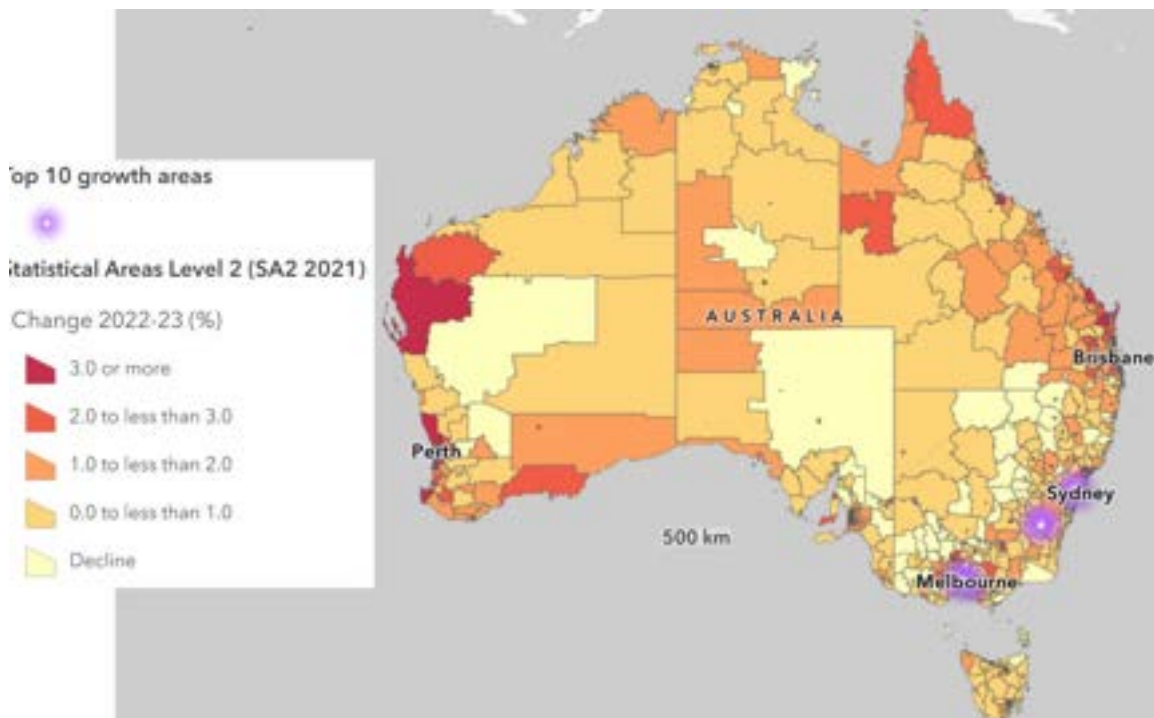 Top 10 growth areas
Statistical Areas Level 2 (SA2 2021)
Change 2022-23 (%)
3.0 or more
2.0 to less than 3.0
1.0 to less than 2.0
0.0 to less than 1.0
Decline
AUSTRALIA
Brisbane
Perth
Sydney
500 km
Melbourne